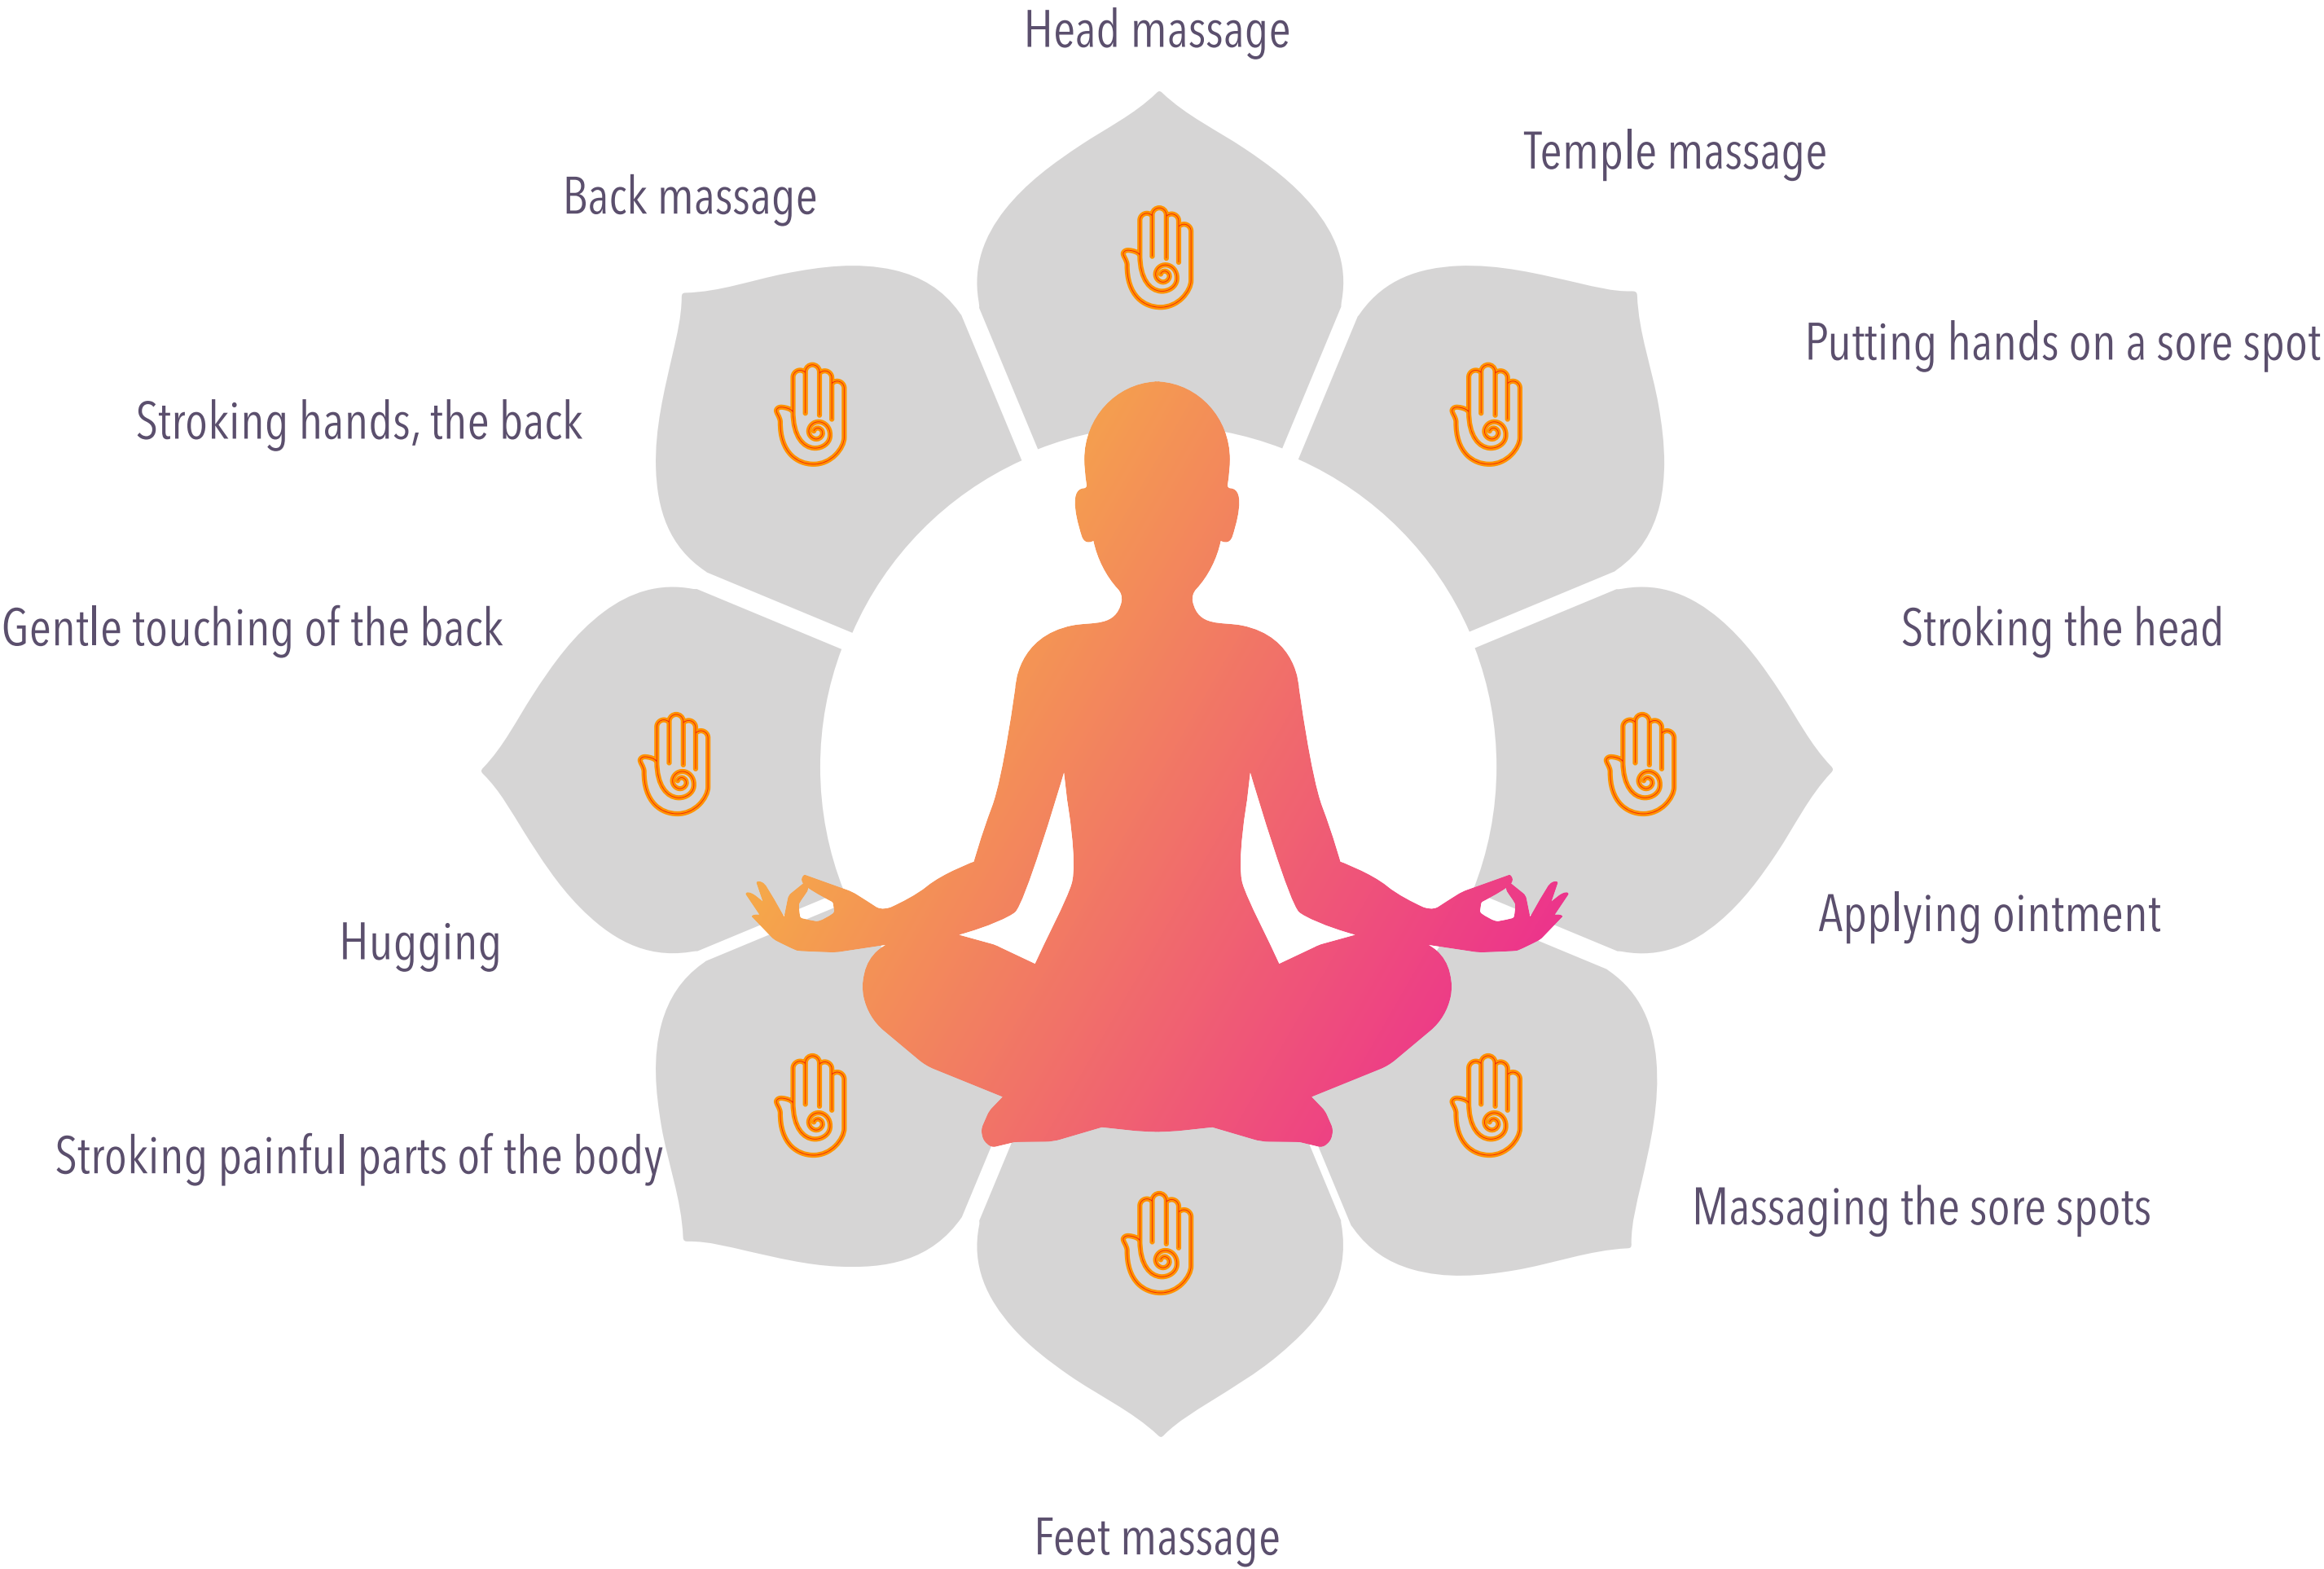 Head massage
Temple massage
Back massage
Putting hands on a sore spot
Stroking hands, the back
Gentle touching of the back
Stroking the head
Applying ointment
Hugging
Stroking painful parts of the body
Massaging the sore spots
Feet massage